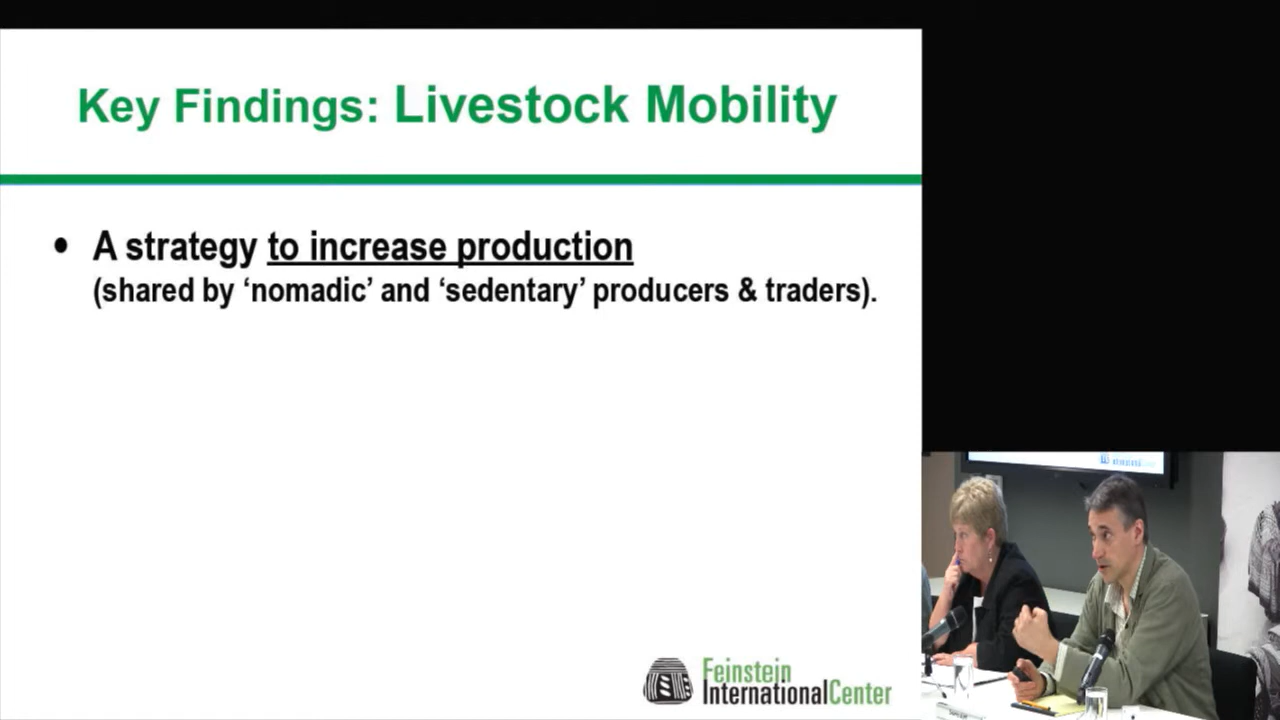 Key Findings: Livestock Mobility
• A strategy to increase production
(shared by ‘nomadic’ and ‘sedentary’ producers & traders).
Feinstein
InternationalCenter